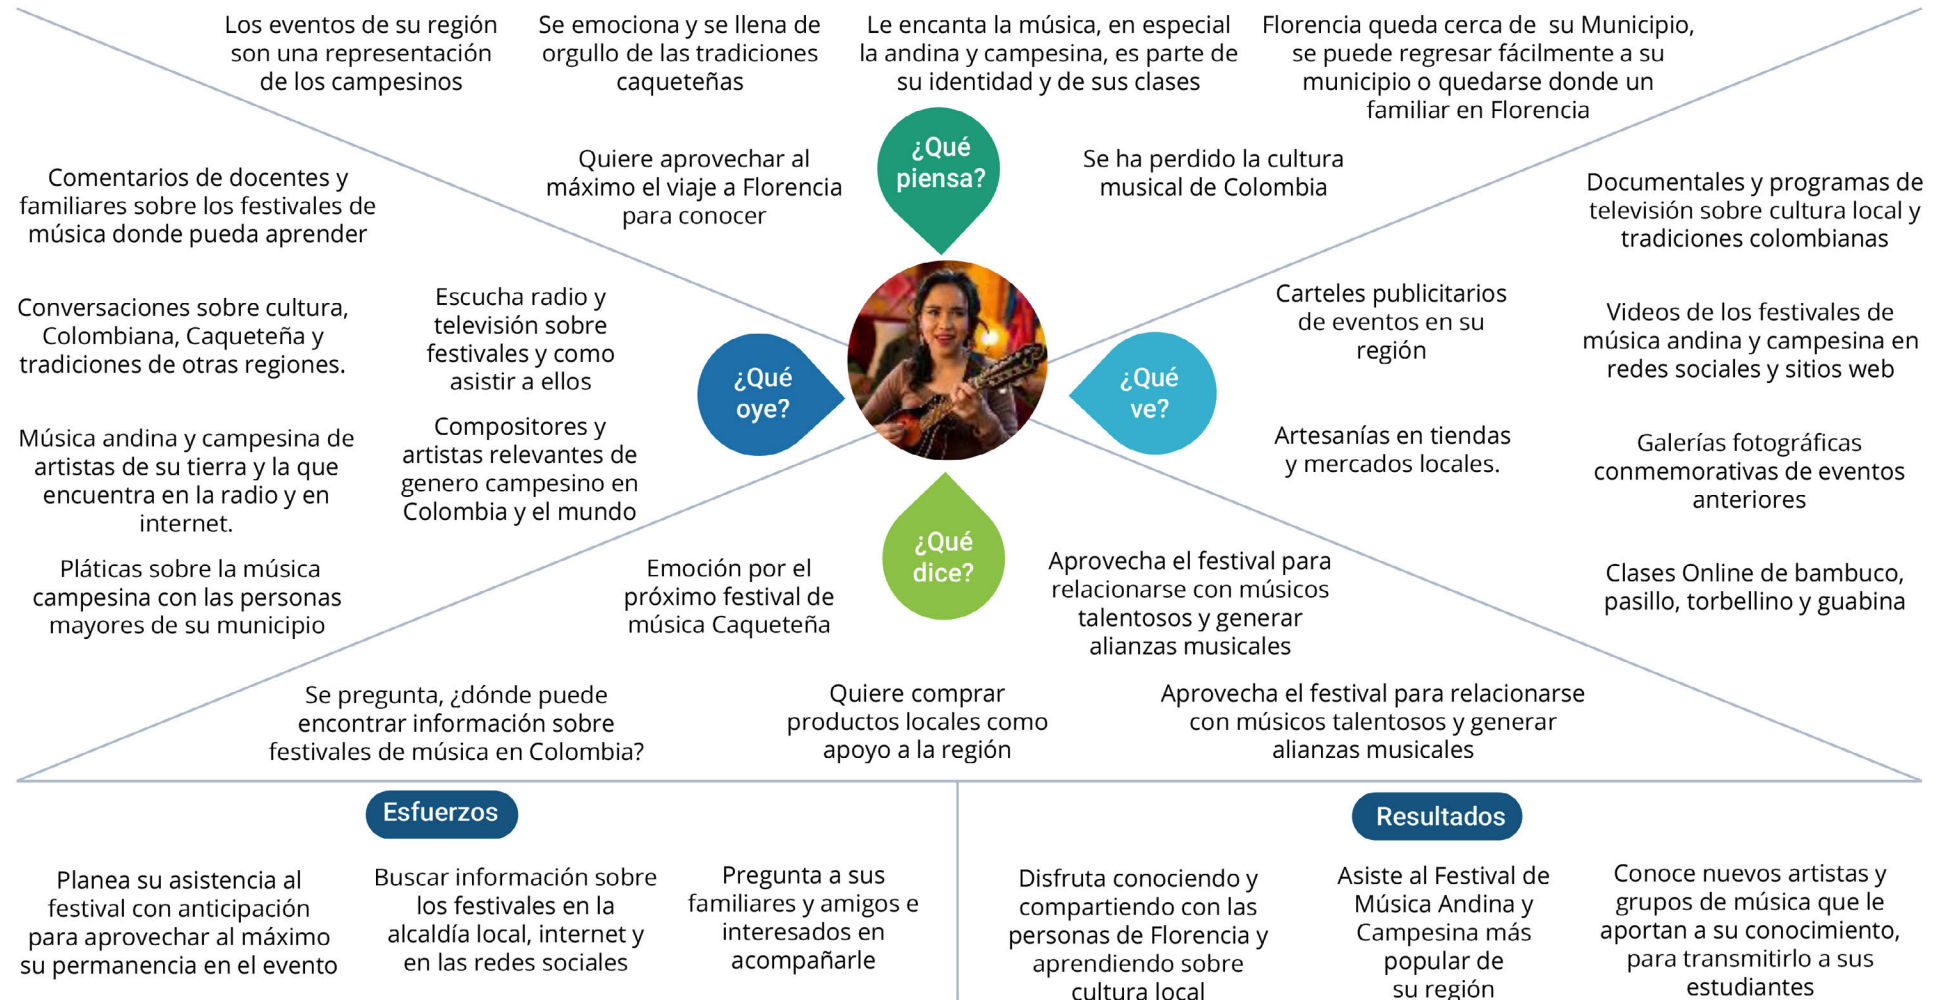 Los eventos de su región
son una representación
de los campesinos
Se emociona y se llena de
orgullo de las tradiciones
caqueteñas
Le encanta la música, en especial
la andina y campesina, es parte de
su identidad y de sus clases
Florencia queda cerca de su Municipio,
se puede regresar fácilmente a su
municipio o quedarse donde un
familiar en Florencia
Quiere aprovechar al
máximo el viaje a Florencia
para conocer
¿Qué
piensa?
Se ha perdido la cultura
musical de Colombia
Comentarios de docentes y
familiares sobre los festivales de
música donde pueda aprender
Conversaciones sobre cultura,
Colombiana, Caqueteña y
tradiciones de otras regiones.
Música andina y campesina de
artistas de su tierra y la que
encuentra en la radio y en
internet.
Pláticas sobre la música
campesina con las personas
mayores de su municipio
Escucha radio y
televisión sobre
festivales y como
asistir a ellos
Compositores y
artistas relevantes de
genero campesino en
Colombia y el mundo
¿Qué
oye?
¿Qué
ve?
Carteles publicitarios
de eventos en su
región
Artesanías en tiendas
y mercados locales.
Documentales y programas de
televisión sobre cultura local y
tradiciones colombianas
Videos de los festivales de
música andina y campesina en
redes sociales y sitios web
Galerías fotográficas
conmemorativas de eventos
anteriores
Clases Online de bambuco,
pasillo, torbellino y guabina
¿Qué
dice?
Emoción por el
próximo festival de
música Caqueteña
Aprovecha el festival para
relacionarse con músicos
talentosos y generar
alianzas musicales
Se pregunta, ¿dónde puede
encontrar información sobre
festivales de música en Colombia?
Quiere comprar
productos locales como
apoyo a la región
Aprovecha el festival para relacionarse
con músicos talentosos y generar
alianzas musicales
Esfuerzos
Planea su asistencia al
festival con anticipación
para aprovechar al máximo
su permanencia en el evento
Buscar información sobre
los festivales en la
alcaldía local, internet y
en las redes sociales
Pregunta a sus
familiares y amigos e
interesados en
acompañarle
Resultados
Disfruta conociendo y
compartiendo con las
personas de Florencia y
aprendiendo sobre
cultura local
Asiste al Festival de
Música Andina y
Campesina más
popular de
su región
Conoce nuevos artistas y
grupos de música que le
aportan a su conocimiento,
para transmitirlo a sus
estudiantes